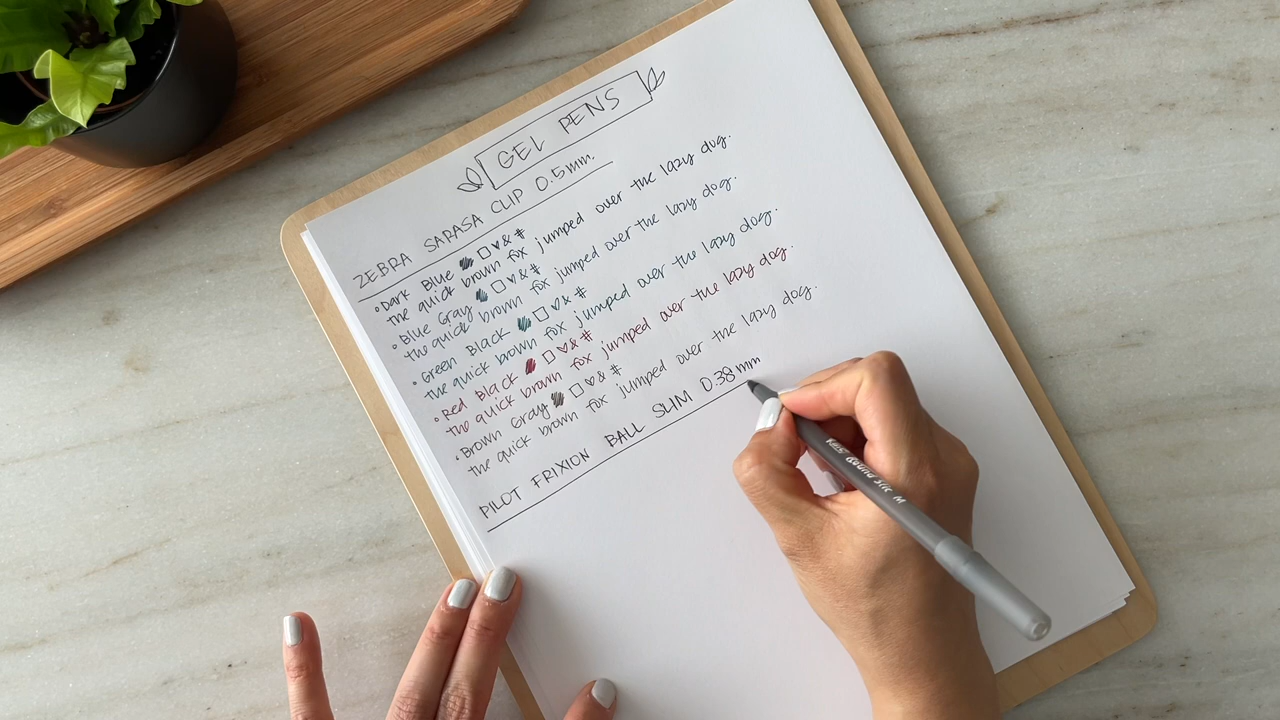 GEL PENS
ZEBRA SARASA CLIP 0.5mm.
• Dark Blue □ ♥ & #
the quick brown fox jumped over the lazy dog.
• Blue Gray □ ♥ & #
the quick brown fox jumped over the lazy dog.
• Green Black □ ♥ & #
the quick brown fox jumped over the lazy dog.
• Red Black □ ♥ & #
the quick brown fox jumped over the lazy dog.
• Brown Gray □ ♥ & #
the quick brown fox jumped over the lazy dog.
PILOT FRIXION BALL SLIM 0.38mm
BIC Round Stic M